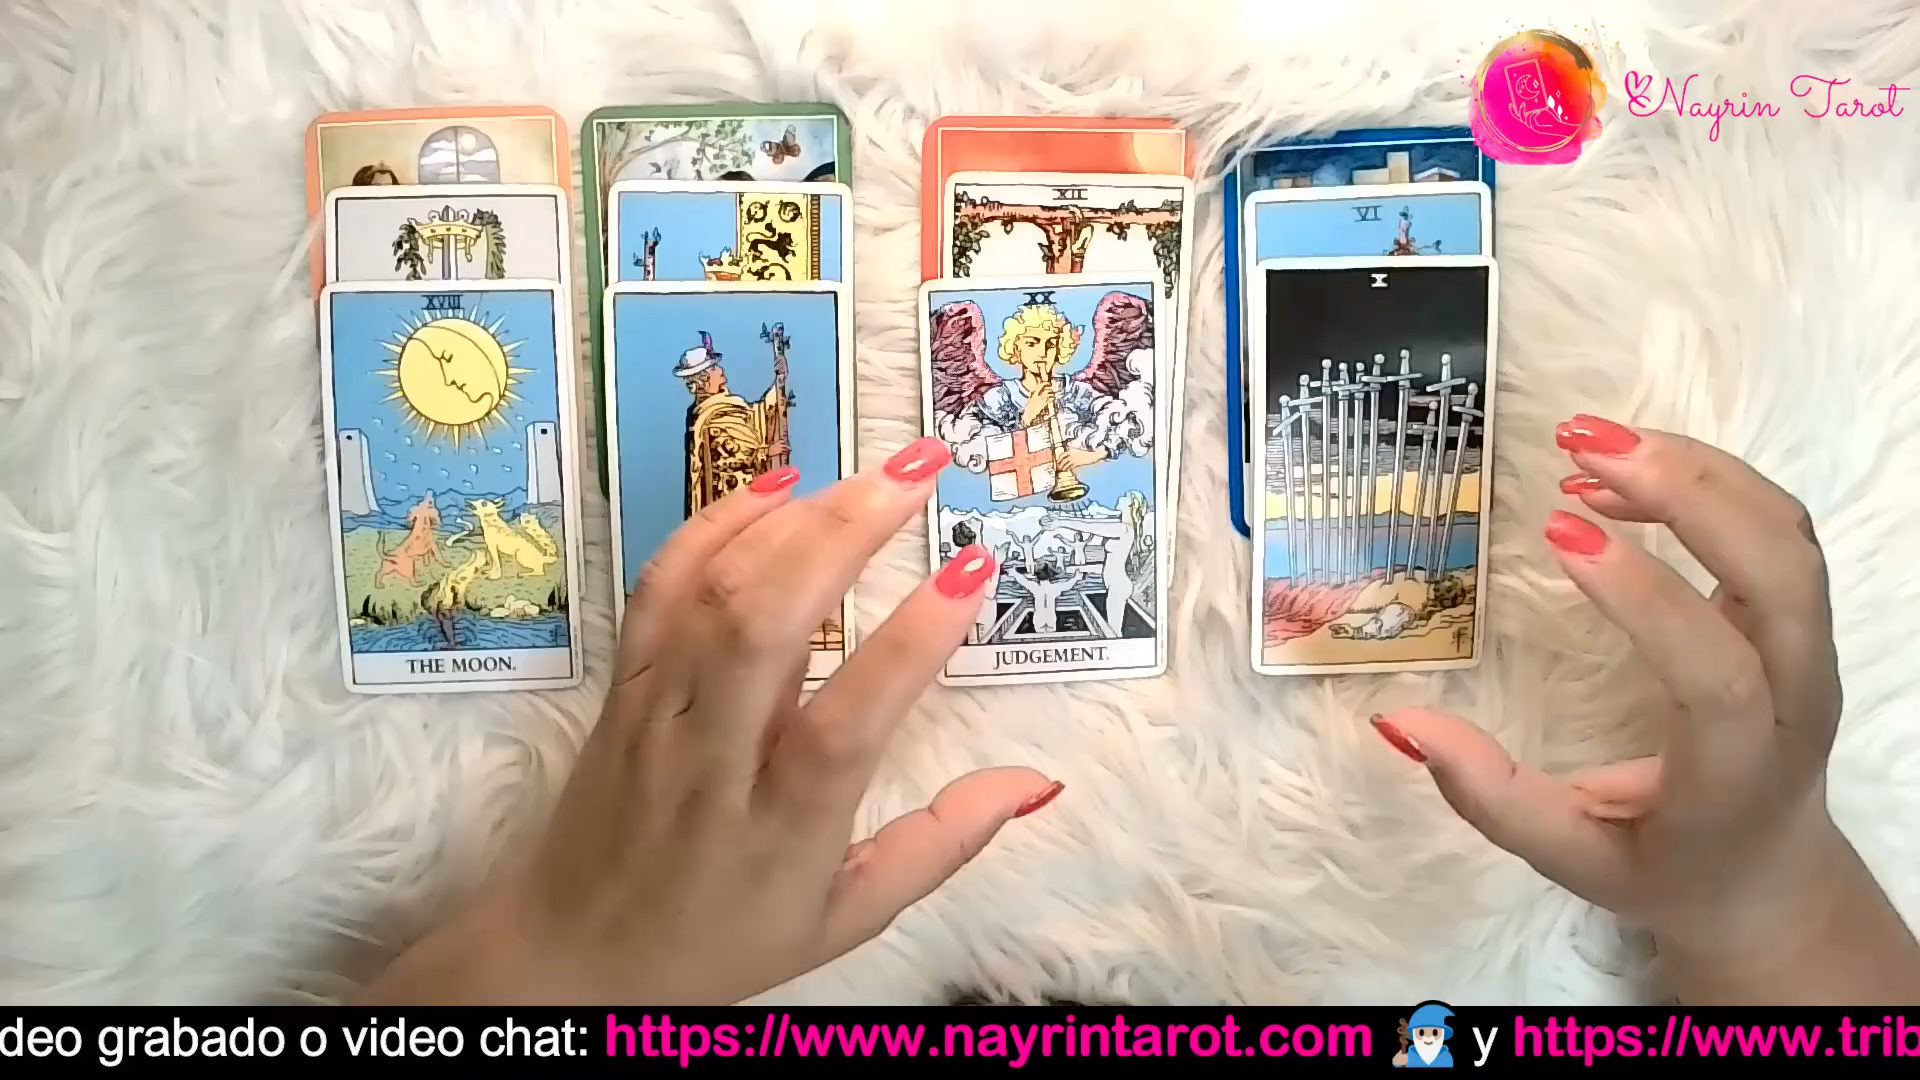 Nayrin Tarot
XII
VI
XVIII
XX
X
THE MOON.
JUDGEMENT.
deo grabado o video chat: https://www.nayrintarot.com y https://www.trib